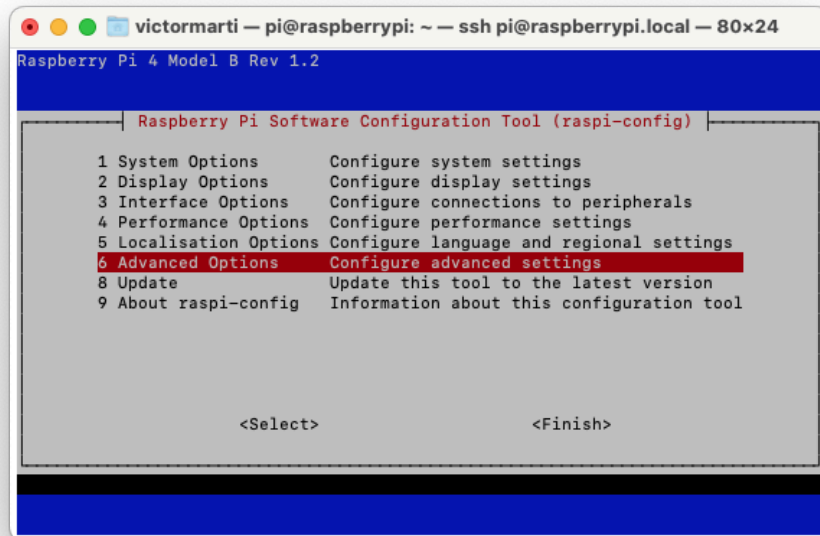 victormarti — pi@raspberrypi: ~ — ssh pi@raspberrypi.local — 80×24
Raspberry Pi 4 Model B Rev 1.2
Raspberry Pi Software Configuration Tool (raspi-config)
1 System Options Configure system settings
2 Display Options Configure display settings
3 Interface Options Configure connections to peripherals
4 Performance Options Configure performance settings
5 Localisation Options Configure language and regional settings
6 Advanced Options Configure advanced settings
8 Update Update this tool to the latest version
9 About raspi-config Information about this configuration tool
<Select> <Finish>